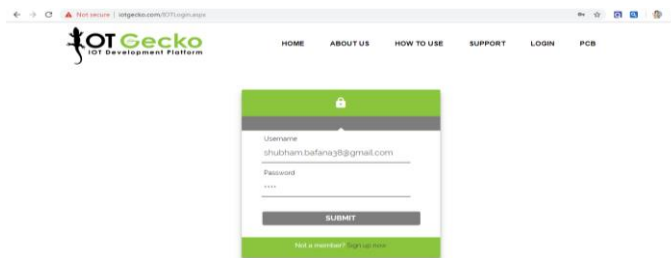 Not secure | iotgecko.com/IOTLogin.aspx
IOT Gecko
IOT Development Platform
HOME ABOUT US HOW TO USE SUPPORT LOGIN PCB
Username
shubham.bafana38@gmail.com
Password
....
SUBMIT
Not a member? Sign up now